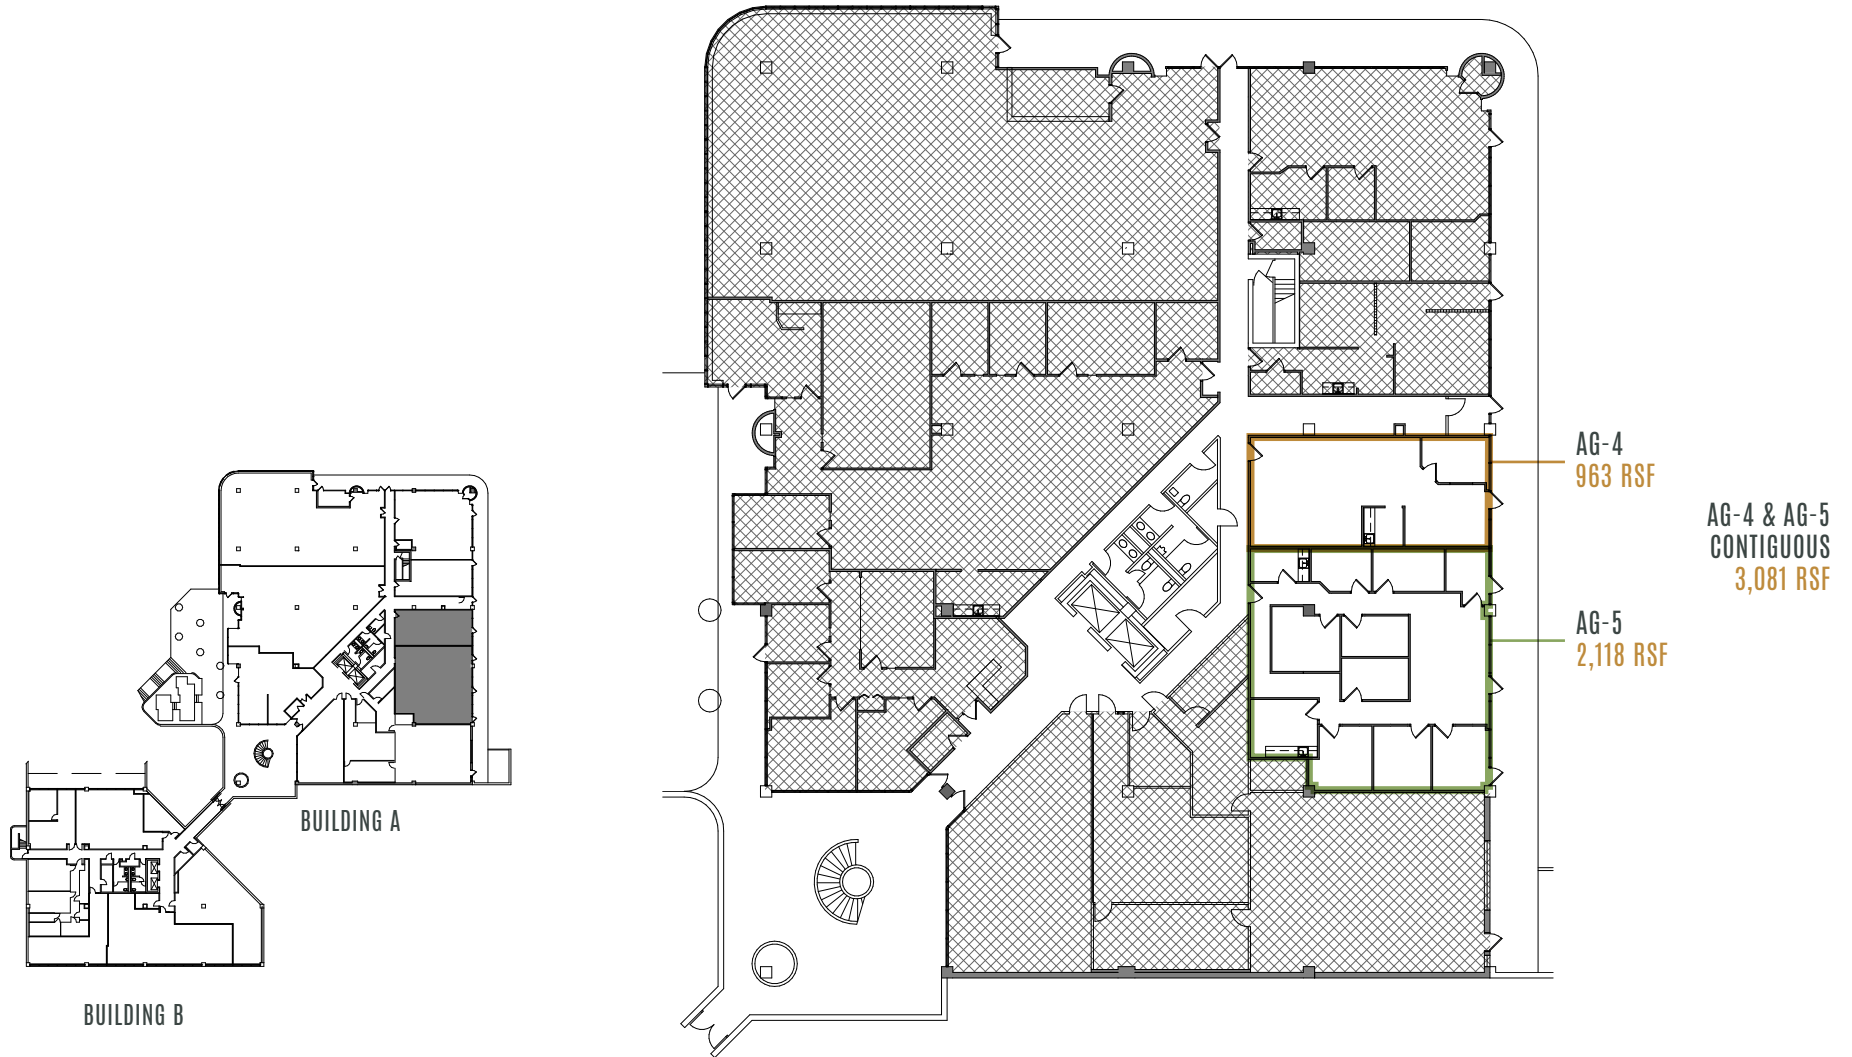 AG-4
963 RSF
AG-4 & AG-5
CONTIGUOUS
3,081 RSF
AG-5
2,118 RSF
BUILDING A
BUILDING B